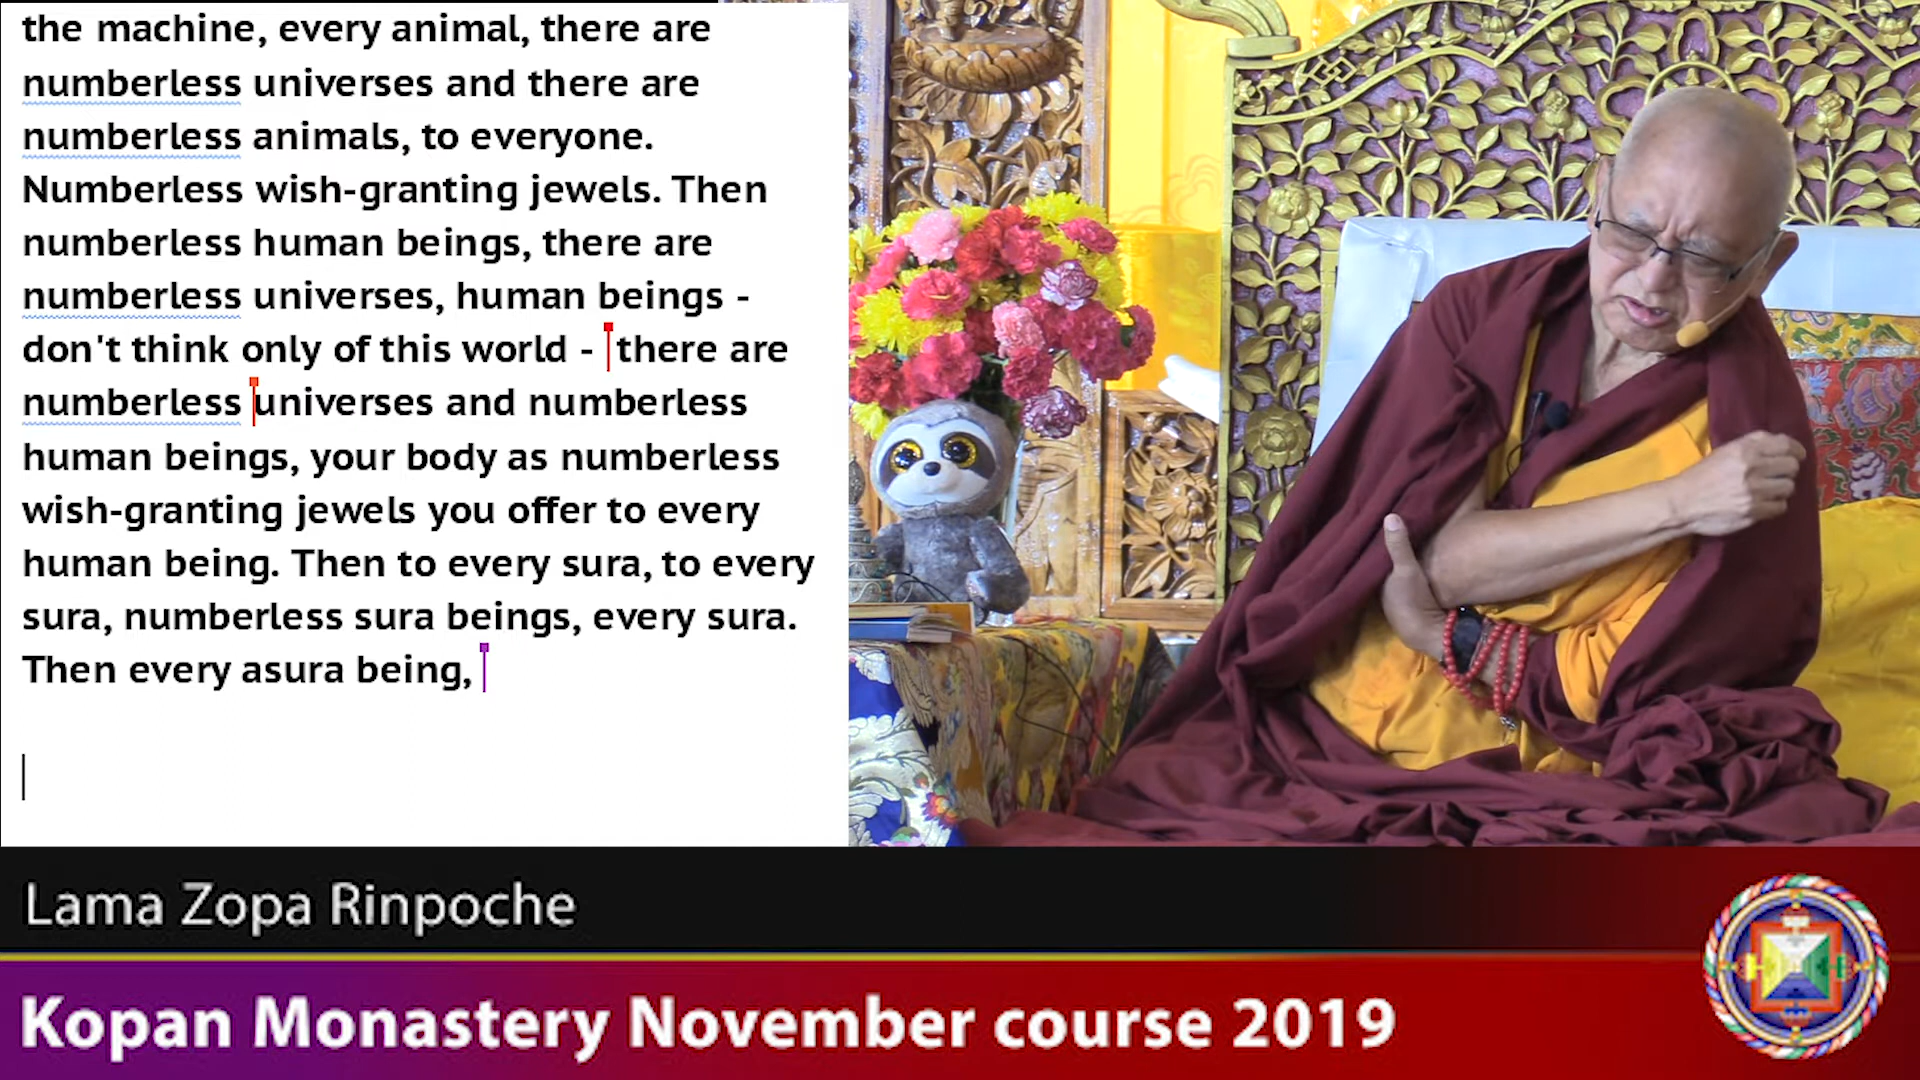 the machine, every animal, there are
numberless universes and there are
numberless animals, to everyone.
Numberless wish-granting jewels. Then
numberless human beings, there are
numberless universes, human beings -
don't think only of this world - there are
numberless universes and numberless
human beings, your body as numberless
wish-granting jewels you offer to every
human being. Then to every sura, to every
sura, numberless sura beings, every sura.
Then every asura being,
Lama Zopa Rinpoche
Kopan Monastery November course 2019